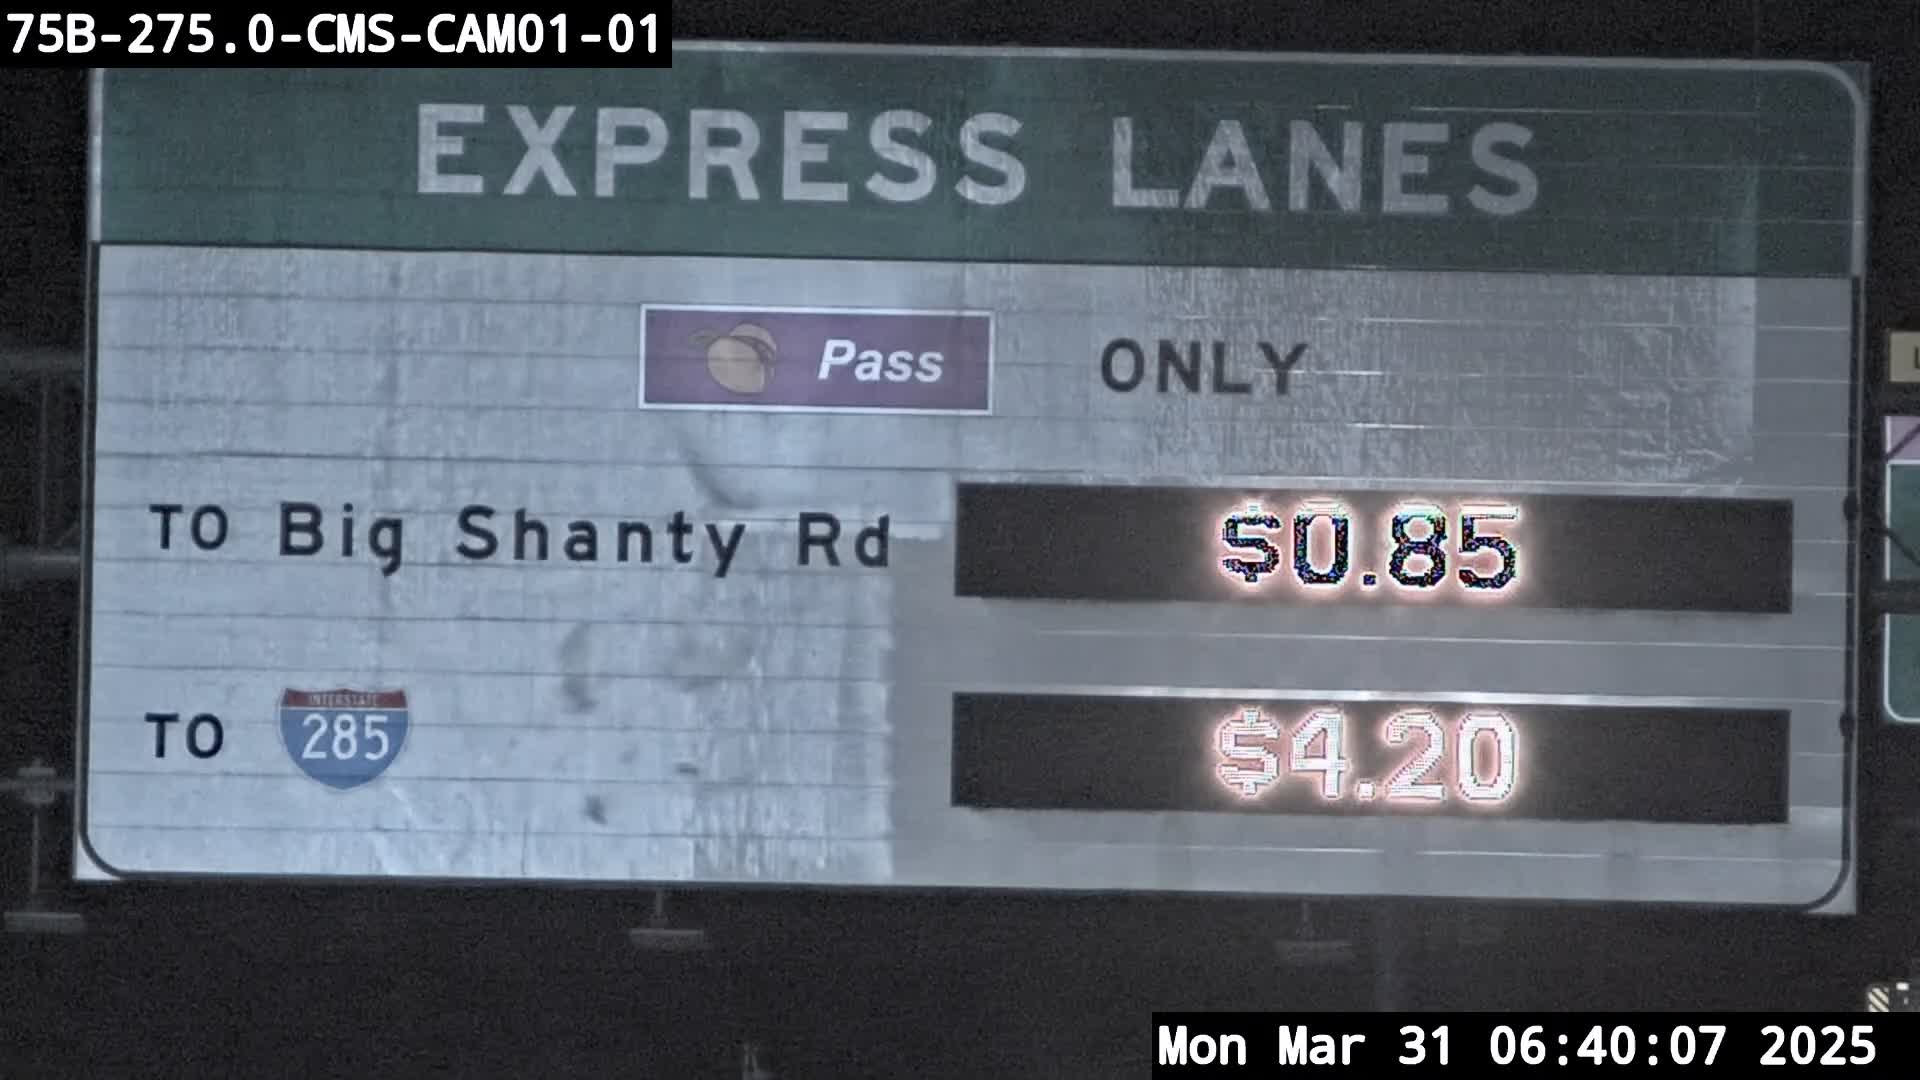 75B-275.0-CMS-CAM01-01
EXPRESS LANES
Pass ONLY
TO Big Shanty Rd $0.85
INTERSTATE
TO 285 $4.20
Mon Mar 31 06:40:07 2025